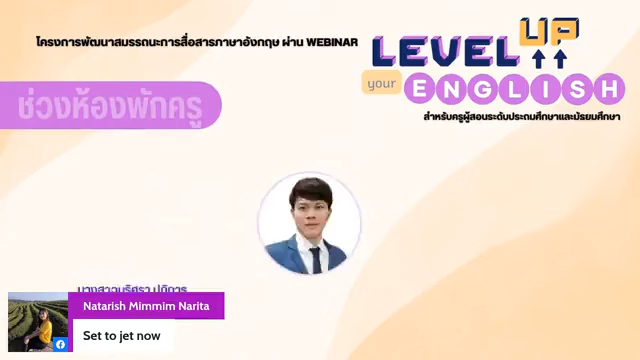 โครงการพัฒนาสมรรถนะการสื่อสารภาษาอังกฤษ ผ่าน WEBINAR
LEVEL UP
your ENGLISH
สำหรับครูผู้สอนระดับประถมศึกษาและมัธยมศึกษา
ช่วงห้องพักครู
Natarish Mimmim Narita
Set to jet now